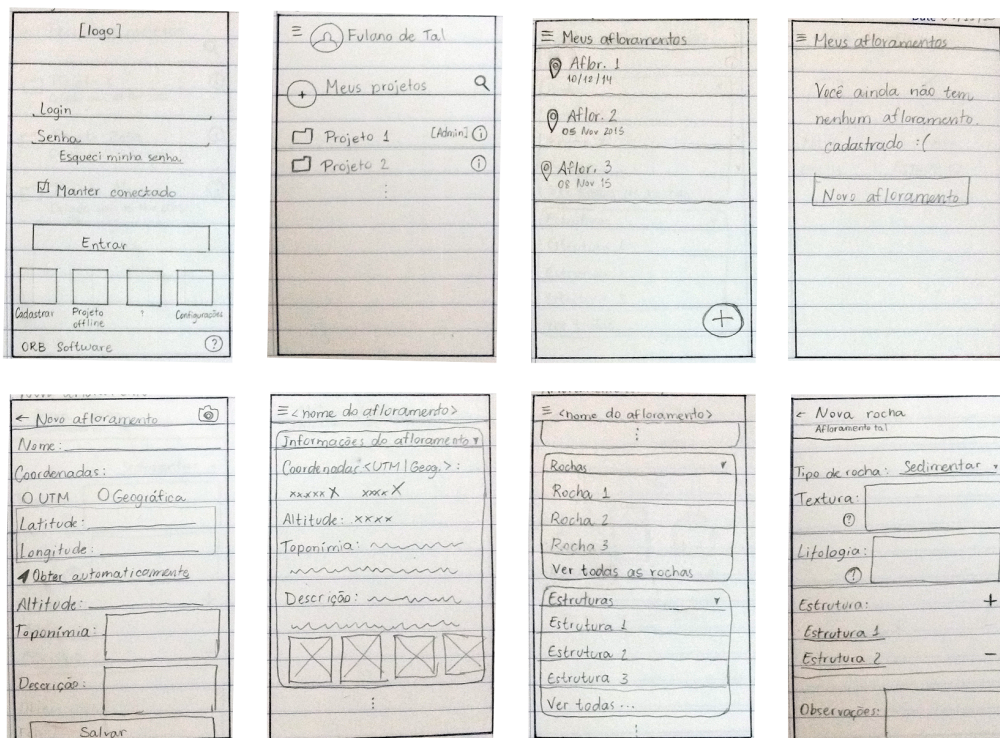 [logo]
Login
Senha
Esqueci minha senha.
Manter conectado
Entrar
Cadastrar
Projeto offline
?
Configurações
ORB Software
?
Fulano de Tal
+ Meus projetos
Projeto 1 [Admin] i
Projeto 2 i
Meus afloramentos
Aflor. 1
10/12/14
Aflor. 2
05 Nov 2015
Aflor. 3
08 Nov 15
+
Meus afloramentos
Você ainda não tem
nenhum afloramento
cadastrado :(
Novo afloramento
← Novo afloramento
Nome:
Coordenadas:
O UTM O Geográfica
Latitude:
Longitude:
Obter automaticamente
Altitude:
Toponímia:
Descrição:
Salvar
<nome do afloramento>
Informações do afloramento
Coordenadas <UTM | Geog.>:
xx.xxx X xxxx X
Altitude: xxxx
Toponímia:
Descrição:
<nome do afloramento>
Rochas
Rocha 1
Rocha 2
Rocha 3
Ver todas as rochas
Estruturas
Estrutura 1
Estrutura 2
Estrutura 3
Ver todas ...
← Nova rocha
Afloramento tal
Tipo de rocha: Sedimentar
Textura:
?
Litologia:
?
Estrutura: +
Estrutura 1
Estrutura 2 -
Observações: